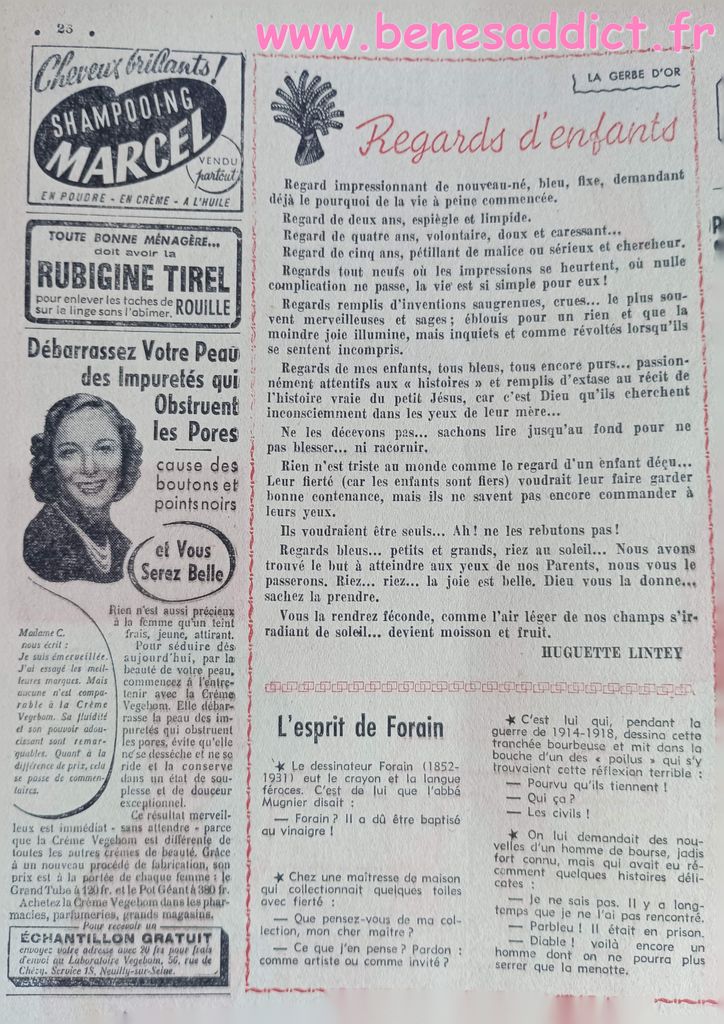 www.benesaddict.fr
• 26 •
Cheveux brillants !
SHAMPOOING
MARCEL
VENDU
partout
EN POUDRE - EN CRÈME - A L'HUILE
TOUTE BONNE MÉNAGÈRE...
doit avoir la
RUBIGINE TIREL
pour enlever les taches de ROUILLE
sur le linge sans l'abîmer.
Débarrassez Votre Peau
des Impuretés qui
Obstruent
les Pores
cause des
boutons et
points noirs
et Vous
Serez Belle
Madame C.
nous écrit :
Je suis émerveillée.
J'ai essayé les meil-
leures marques. Mais
aucune n'est compa-
rable à la Crème
Vegebom. Sa fluidité
et son pouvoir adou-
cissant sont remar-
quables. Quant à la
différence de prix, cela
se passe de commen-
taires.
Rien n'est aussi précieux
à la femme qu'un teint
frais, jeune, attirant.
Pour séduire dès
aujourd'hui, par la
beauté de votre peau,
commencez à l'entre-
tenir avec la Crème
Vegebom. Elle débar-
rasse la peau des im-
puretés qui obstruent
les pores, évite qu'elle
ne se dessèche et ne se
ride et la conserve
dans un état de sou-
plesse et de douceur
exceptionnel.
Ce résultat merveil-
leux est immédiat - sans attendre - parce
que la Crème Vegebom est différente de
toutes les autres crèmes de beauté. Grâce
à un nouveau procédé de fabrication, son
prix est à la portée de chaque femme : le
Grand Tube à 120 fr. et le Pot Géant à 380 fr.
Achetez la Crème Vegebom dans les phar-
macies, parfumeries, grands magasins.
Pour recevoir un
ÉCHANTILLON GRATUIT
envoyez votre adresse avec 20 frs pour frais
d'envoi au Laboratoire Vegebom, 56, rue de
Chézy. Service 1S, Neuilly-sur-Seine.
LA GERBE D'OR
Regards d'enfants
Regard impressionnant de nouveau-né, bleu, fixe, demandant
déjà le pourquoi de la vie à peine commencée.
Regard de deux ans, espiègle et limpide.
Regard de quatre ans, volontaire, doux et caressant...
Regard de cinq ans, pétillant de malice ou sérieux et chercheur.
Regards tout neufs où les impressions se heurtent, où nulle
complication ne passe, la vie est si simple pour eux !
Regards remplis d'inventions saugrenues, crues... le plus sou-
vent merveilleuses et sages ; éblouis pour un rien et que la
moindre joie illumine, mais inquiets et comme révoltés lorsqu'ils
se sentent incompris.
Regards de mes enfants, tous bleus, tous encore purs... passion-
nément attentifs aux « histoires » et remplis d'extase au récit de
l'histoire vraie du petit Jésus, car c'est Dieu qu'ils cherchent
inconsciemment dans les yeux de leur mère...
Ne les décevons pas... sachons lire jusqu'au fond pour ne
pas blesser... ni racornir.
Rien n'est triste au monde comme le regard d'un enfant déçu...
Leur fierté (car les enfants sont fiers) voudrait leur faire garder
bonne contenance, mais ils ne savent pas encore commander à
leurs yeux.
Ils voudraient être seuls... Ah ! ne les rebutons pas !
Regards bleus... petits et grands, riez au soleil... Nous avons
trouvé le but à atteindre aux yeux de nos Parents, nous vous le
passerons. Riez... riez... la joie est belle. Dieu vous la donne...
sachez la prendre.
Vous la rendrez féconde, comme l'air léger de nos champs s'ir-
radiant de soleil... devient moisson et fruit.
HUGUETTE LINTEY
L'esprit de Forain
★ Le dessinateur Forain (1852-
1931) eut le crayon et la langue
féroces. C'est de lui que l'abbé
Mugnier disait :
— Forain ? Il a dû être baptisé
au vinaigre !
★ Chez une maîtresse de maison
qui collectionnait quelques toiles
avec fierté :
— Que pensez-vous de ma col-
lection, mon cher maître ?
— Ce que j'en pense ? Pardon :
comme artiste ou comme invité ?
★ C'est lui qui, pendant la
guerre de 1914-1918, dessina cette
tranchée bourbeuse et mit dans la
bouche d'un des « poilus » qui s'y
trouvaient cette réflexion terrible :
— Pourvu qu'ils tiennent !
— Qui ça ?
— Les civils !
★ On lui demandait des nou-
velles d'un homme de bourse, jadis
fort connu, mais qui avait eu ré-
cemment quelques histoires déli-
cates :
— Je ne sais pas. Il y a long-
temps que je ne l'ai pas rencontré.
— Parbleu ! Il était en prison.
— Diable ! voilà encore un
homme dont on ne pourra plus
serrer que la menotte.